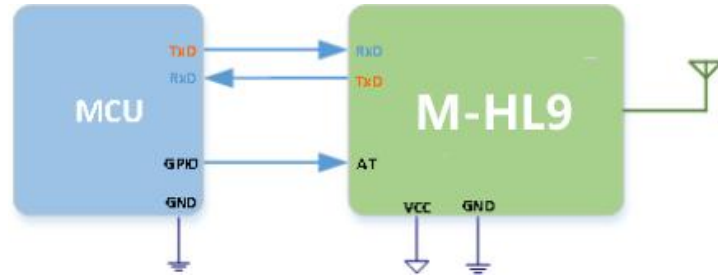 TxD
RxD
RxD
TxD
MCU
M-HL9
GPIO
AT
GND
VCC
GND